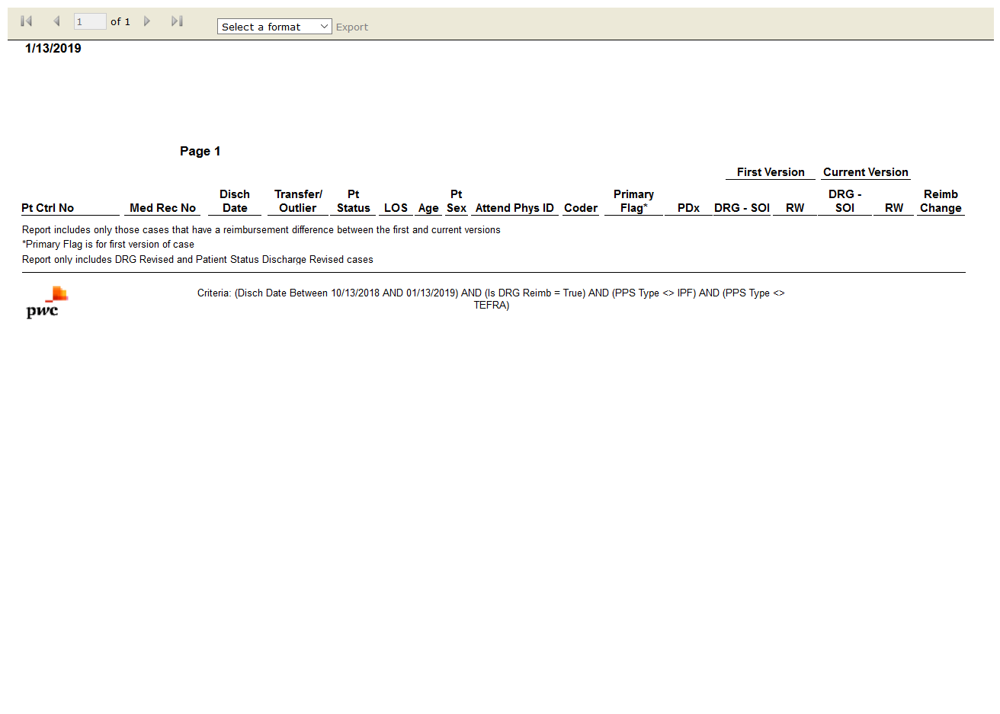 1 of 1 Select a format Export
1/13/2019
Page 1
First Version Current Version
Disch Transfer/ Pt Pt Primary DRG - Reimb
Pt Ctrl No Med Rec No Date Outlier Status LOS Age Sex Attend Phys ID Coder Flag* PDx DRG - SOI RW SOI RW Change
Report includes only those cases that have a reimbursement difference between the first and current versions
*Primary Flag is for first version of case
Report only includes DRG Revised and Patient Status Discharge Revised cases
pwc
Criteria: (Disch Date Between 10/13/2018 AND 01/13/2019) AND (Is DRG Reimb = True) AND (PPS Type <> IPF) AND (PPS Type <>
TEFRA)